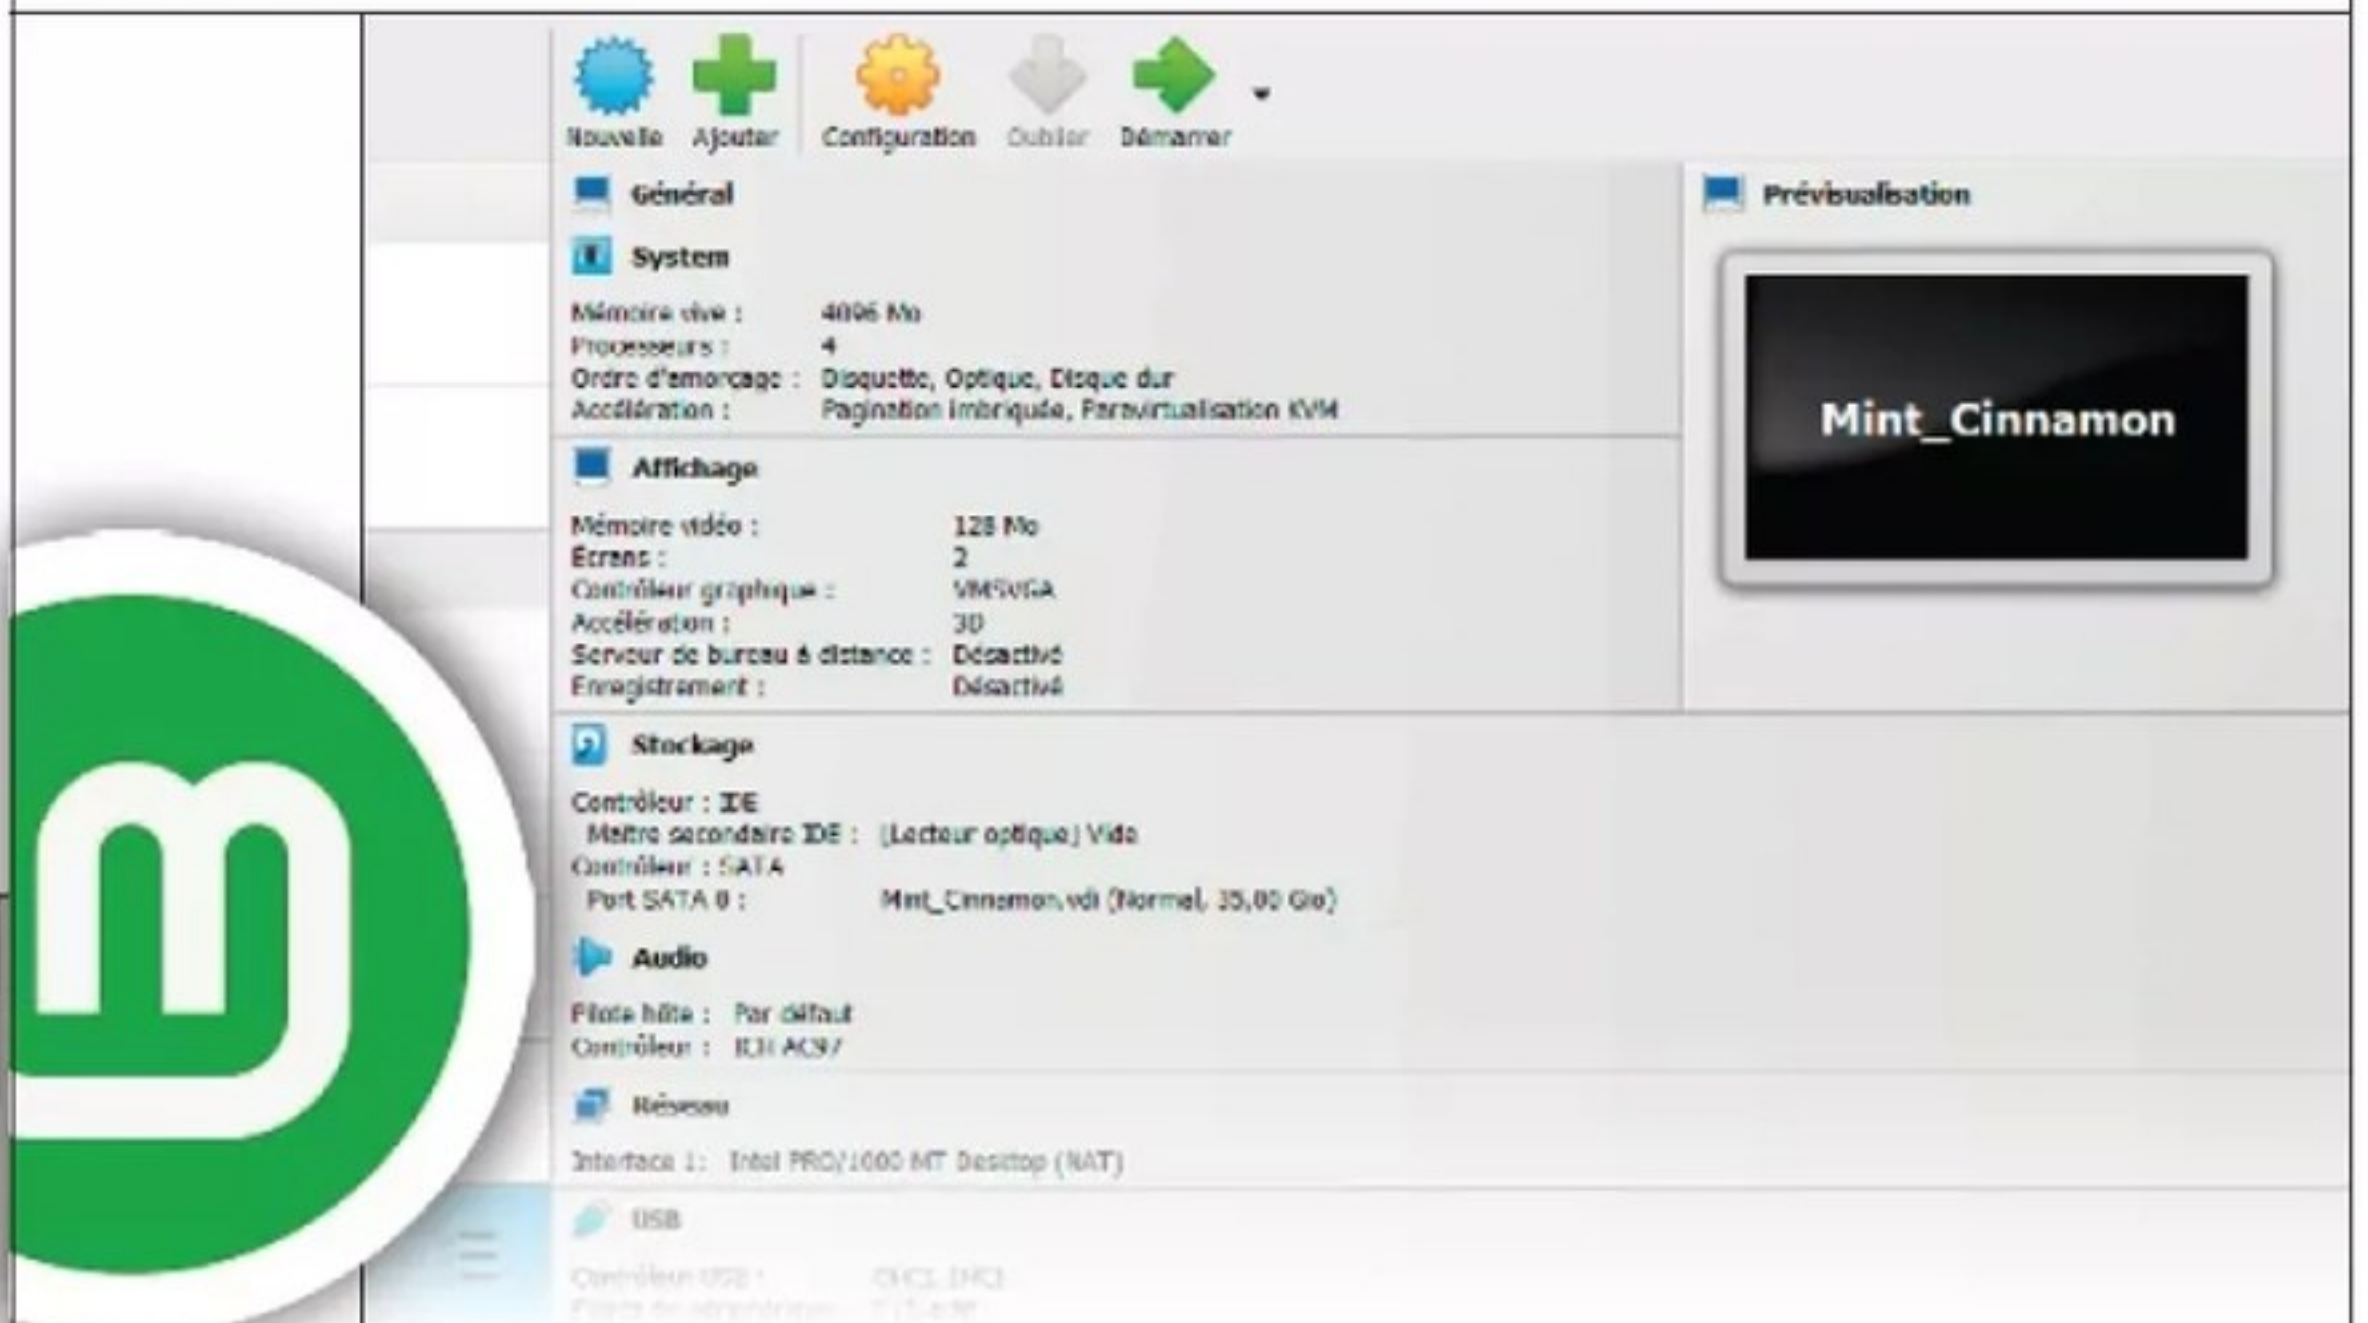 Nouvelle Ajouter Configuration Oublier Démarrer
Général
Prévisualisation
System
Mémoire vive : 4096 Mo
Processeurs : 4
Ordre d'amorçage : Disquette, Optique, Disque dur
Accélération : Pagination imbriquée, Paravirtualisation KVM
Mint_Cinnamon
Affichage
Mémoire vidéo : 128 Mo
Écrans : 2
Contrôleur graphique : VMSVGA
Accélération : 3D
Serveur de bureau à distance : Désactivé
Enregistrement : Désactivé
Stockage
Contrôleur : IDE
Maître secondaire IDE : [Lecteur optique] Vide
Contrôleur : SATA
Port SATA 0 : Mint_Cinnamon.vdi (Normal, Gio)
Audio
Pilote hôte : Par défaut
Contrôleur : ICH AC97
Réseau
Interface 1: Intel PRO/1000 MT Desktop (NAT)
USB
Contrôleur USB :